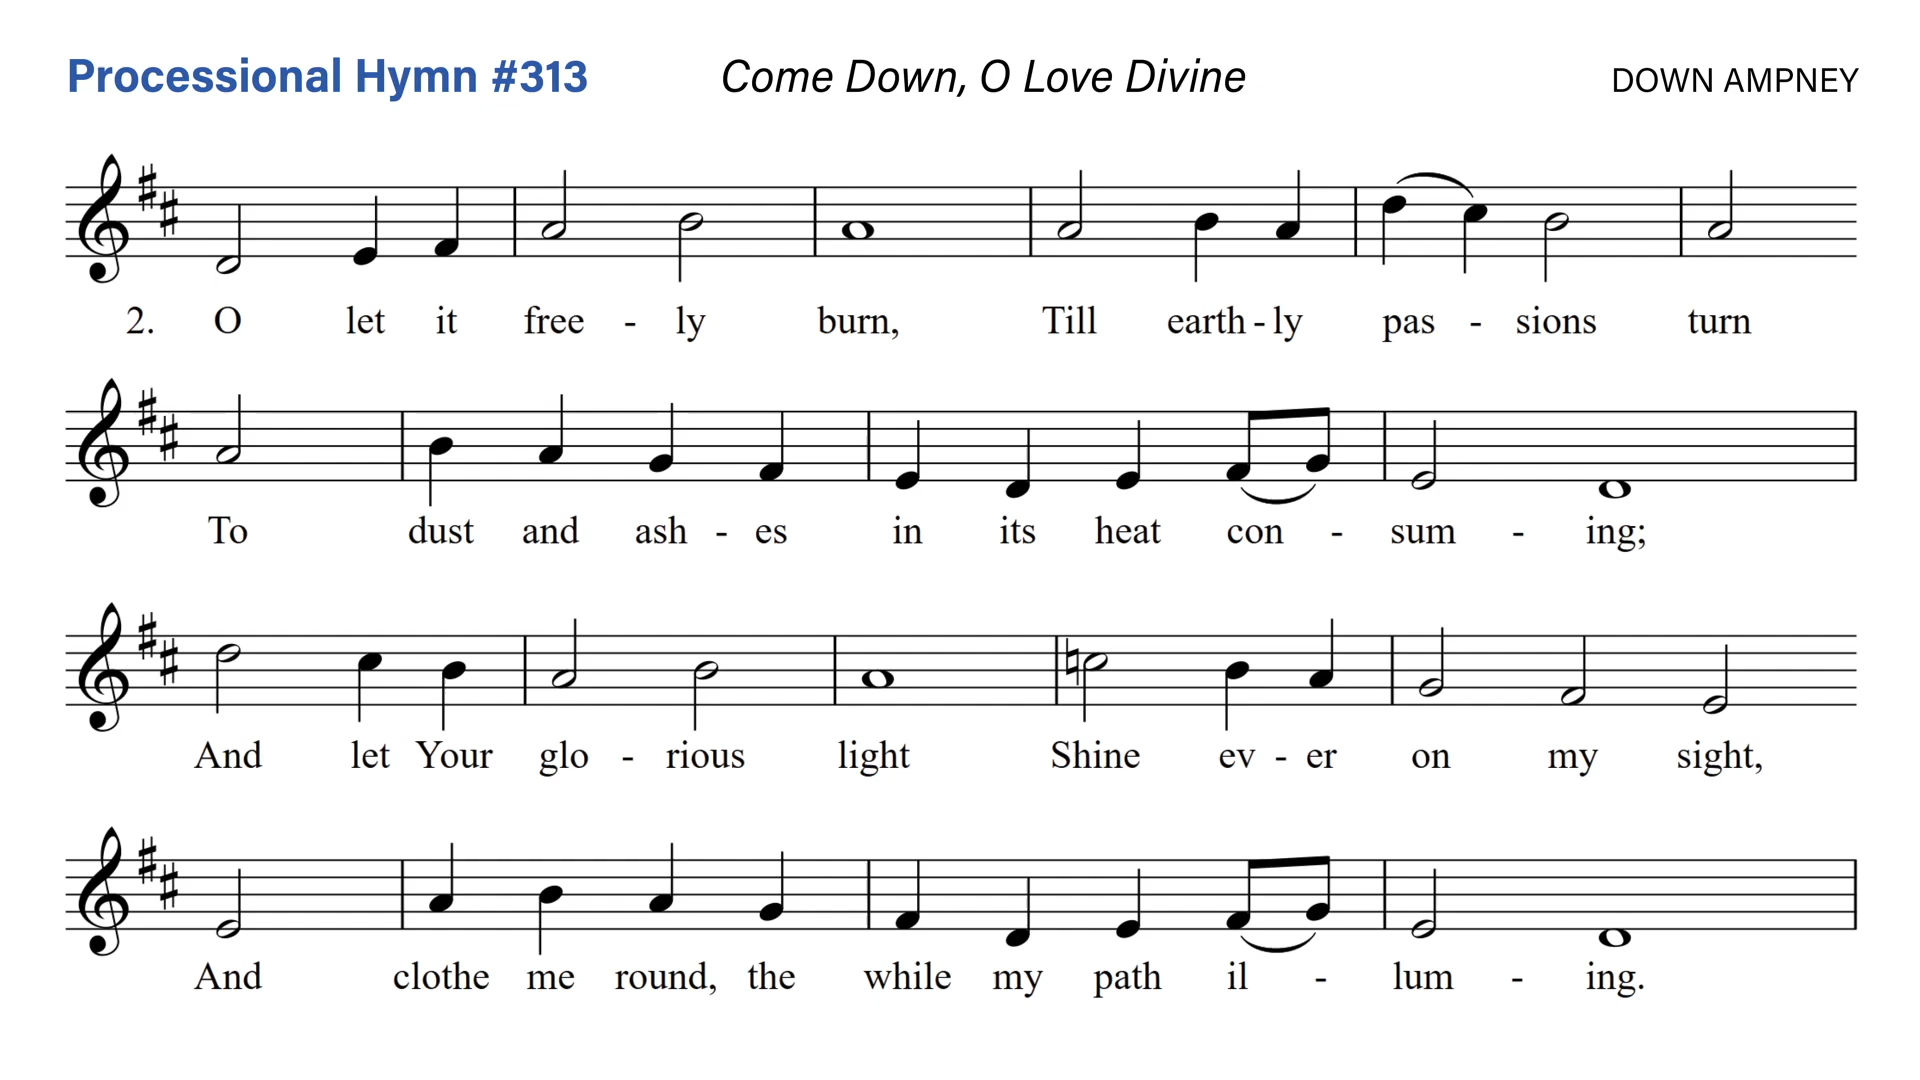 Processional Hymn #313 Come Down, O Love Divine DOWN AMPNEY
2. O let it free - ly burn, Till earth - ly pas - sions turn
To dust and ash - es in its heat con - sum - ing;
And let Your glo - rious light Shine ev - er on my sight,
And clothe me round, the while my path il - lum - ing.